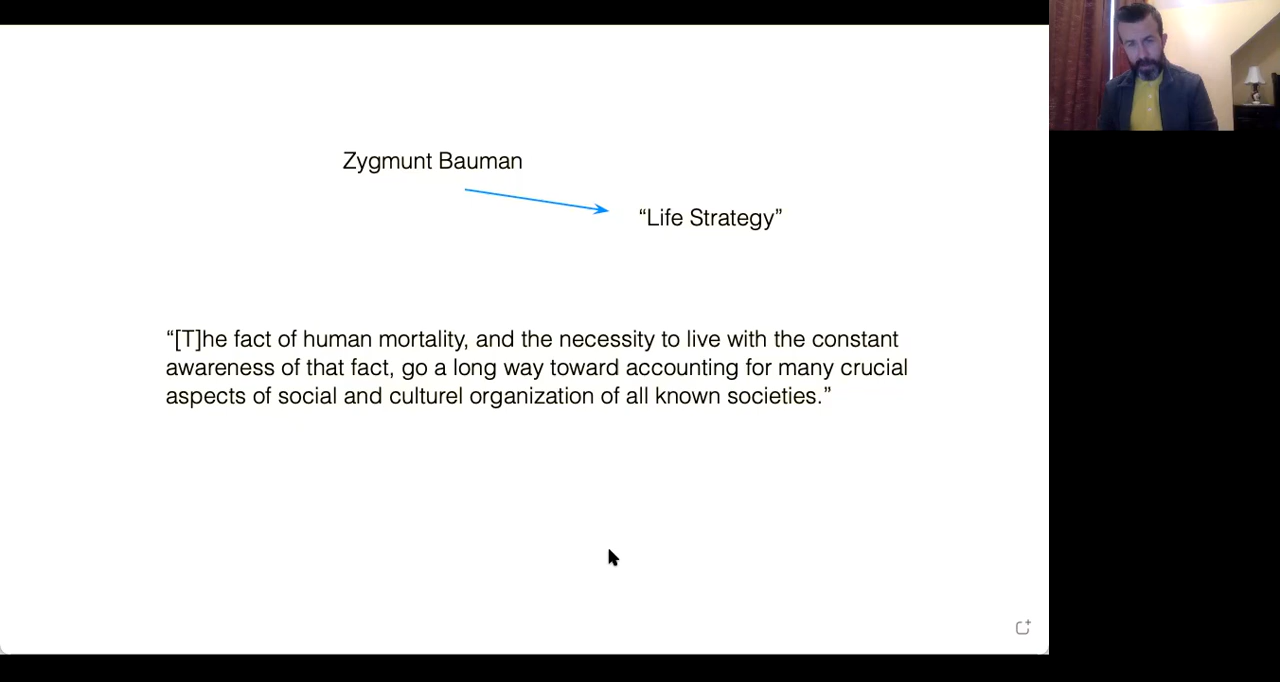 Zygmunt Bauman
“Life Strategy”
“[T]he fact of human mortality, and the necessity to live with the constant
awareness of that fact, go a long way toward accounting for many crucial
aspects of social and culturel organization of all known societies.”